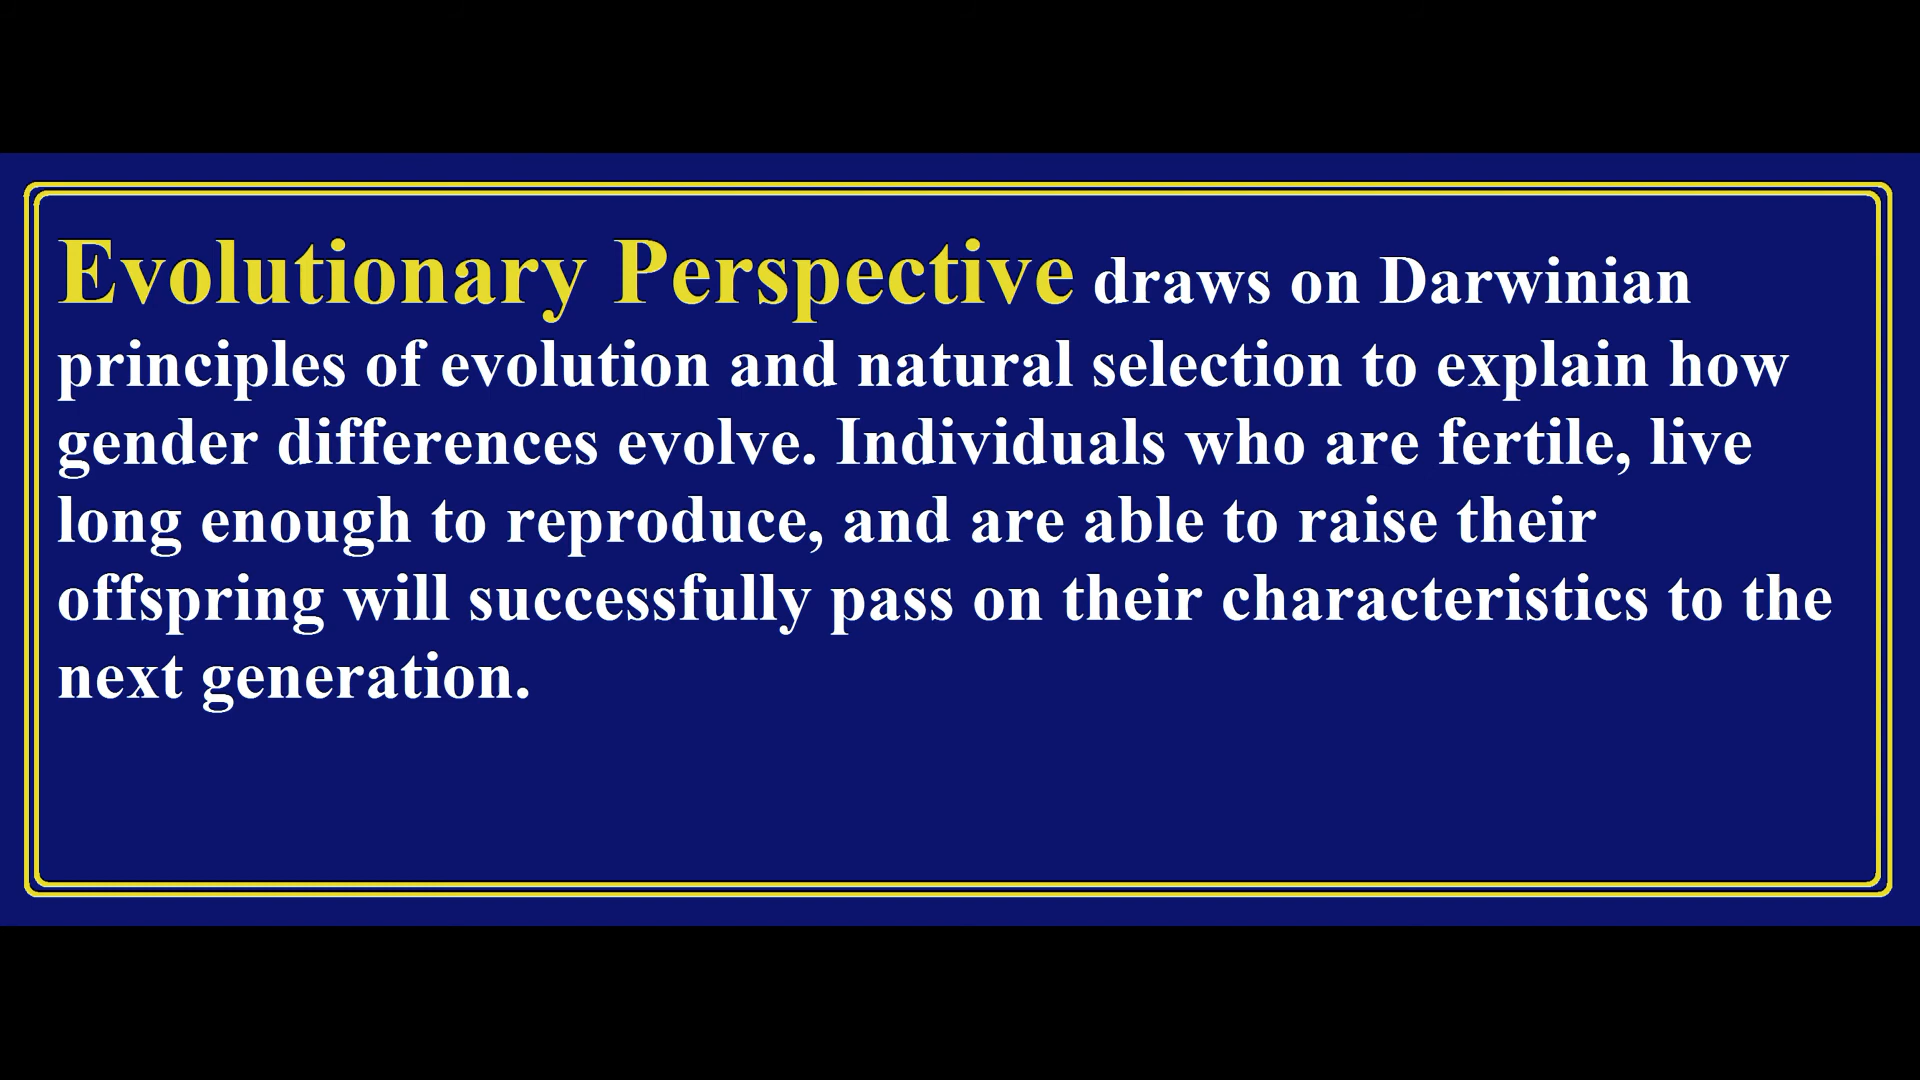 Evolutionary Perspective draws on Darwinian
principles of evolution and natural selection to explain how
gender differences evolve. Individuals who are fertile, live
long enough to reproduce, and are able to raise their
offspring will successfully pass on their characteristics to the
next generation.